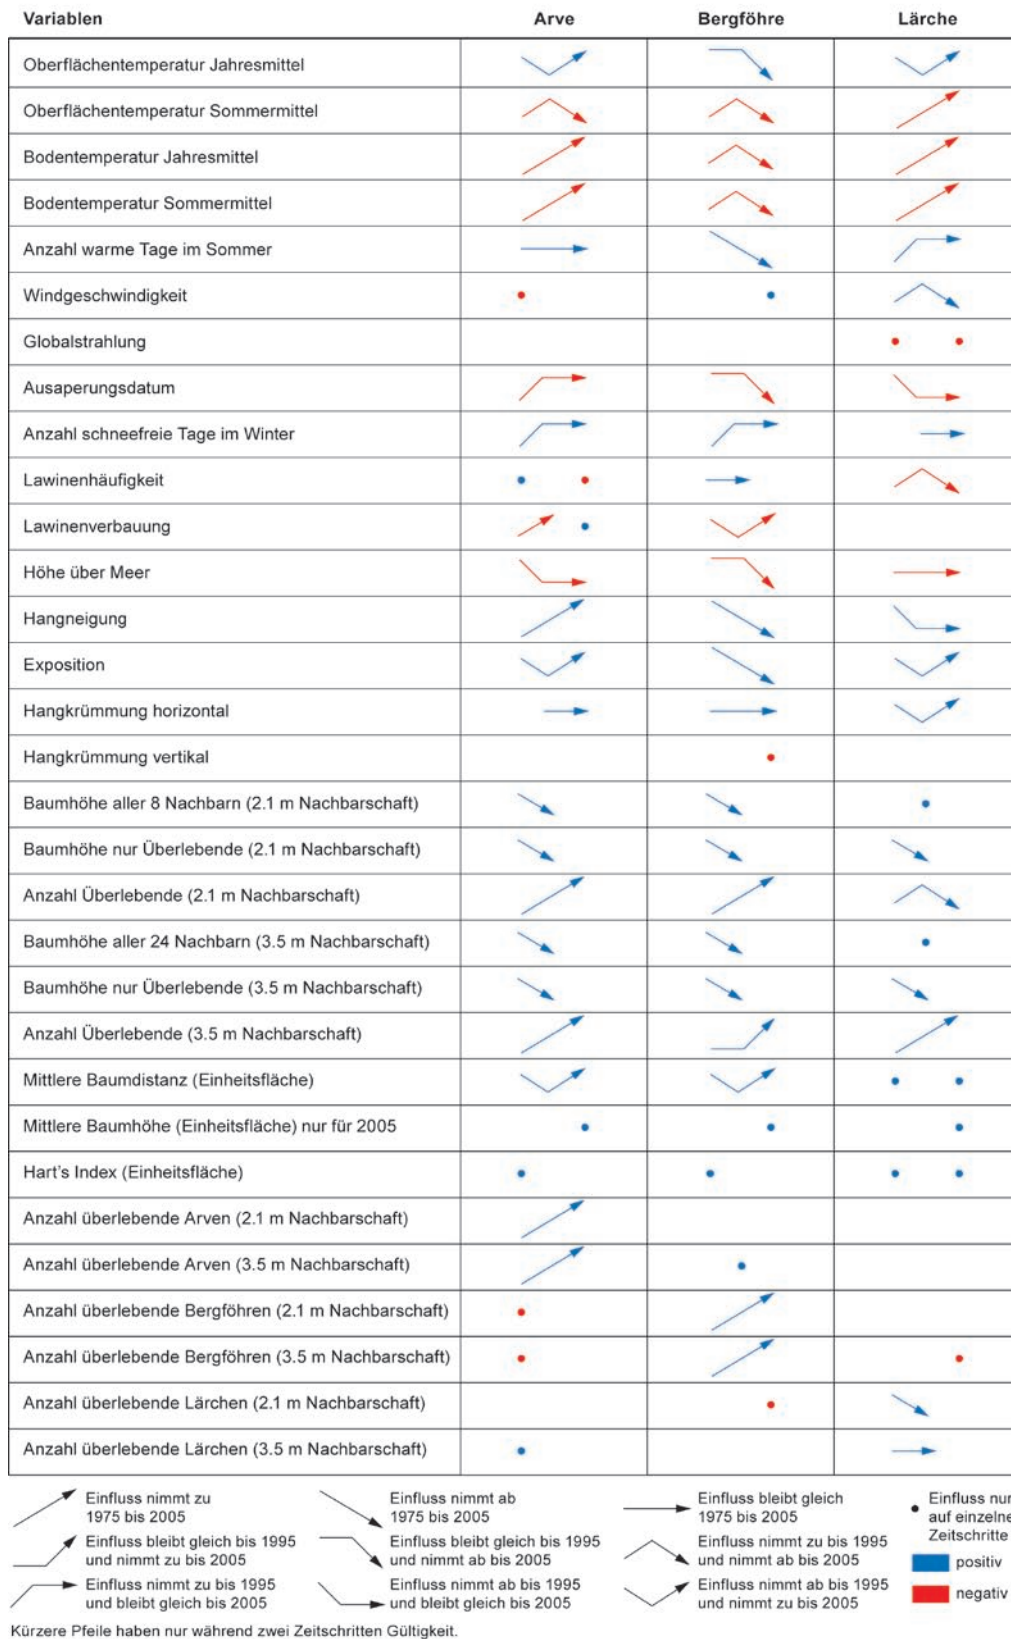 Variablen Arve Bergföhre Lärche
Oberflächentemperatur Jahresmittel
Oberflächentemperatur Sommermittel
Bodentemperatur Jahresmittel
Bodentemperatur Sommermittel
Anzahl warme Tage im Sommer
Windgeschwindigkeit
Globalstrahlung
Ausaperungsdatum
Anzahl schneefreie Tage im Winter
Lawinenhäufigkeit
Lawinenverbauung
Höhe über Meer
Hangneigung
Exposition
Hangkrümmung horizontal
Hangkrümmung vertikal
Baumhöhe aller 8 Nachbarn (2.1 m Nachbarschaft)
Baumhöhe nur Überlebende (2.1 m Nachbarschaft)
Anzahl Überlebende (2.1 m Nachbarschaft)
Baumhöhe aller 24 Nachbarn (3.5 m Nachbarschaft)
Baumhöhe nur Überlebende (3.5 m Nachbarschaft)
Anzahl Überlebende (3.5 m Nachbarschaft)
Mittlere Baumdistanz (Einheitsfläche)
Mittlere Baumhöhe (Einheitsfläche) nur für 2005
Hart's Index (Einheitsfläche)
Anzahl überlebende Arven (2.1 m Nachbarschaft)
Anzahl überlebende Arven (3.5 m Nachbarschaft)
Anzahl überlebende Bergföhren (2.1 m Nachbarschaft)
Anzahl überlebende Bergföhren (3.5 m Nachbarschaft)
Anzahl überlebende Lärchen (2.1 m Nachbarschaft)
Anzahl überlebende Lärchen (3.5 m Nachbarschaft)
Einfluss nimmt zu
1975 bis 2005
Einfluss bleibt gleich bis 1995
und nimmt zu bis 2005
Einfluss nimmt zu bis 1995
und bleibt gleich bis 2005
Einfluss nimmt ab
1975 bis 2005
Einfluss bleibt gleich bis 1995
und nimmt ab bis 2005
Einfluss nimmt ab bis 1995
und bleibt gleich bis 2005
Einfluss bleibt gleich
1975 bis 2005
Einfluss nimmt zu bis 1995
und nimmt ab bis 2005
Einfluss nimmt ab bis 1995
und nimmt zu bis 2005
Einfluss nur
auf einzelne
Zeitschritte
positiv
negativ
Kürzere Pfeile haben nur während zwei Zeitschritten Gültigkeit.